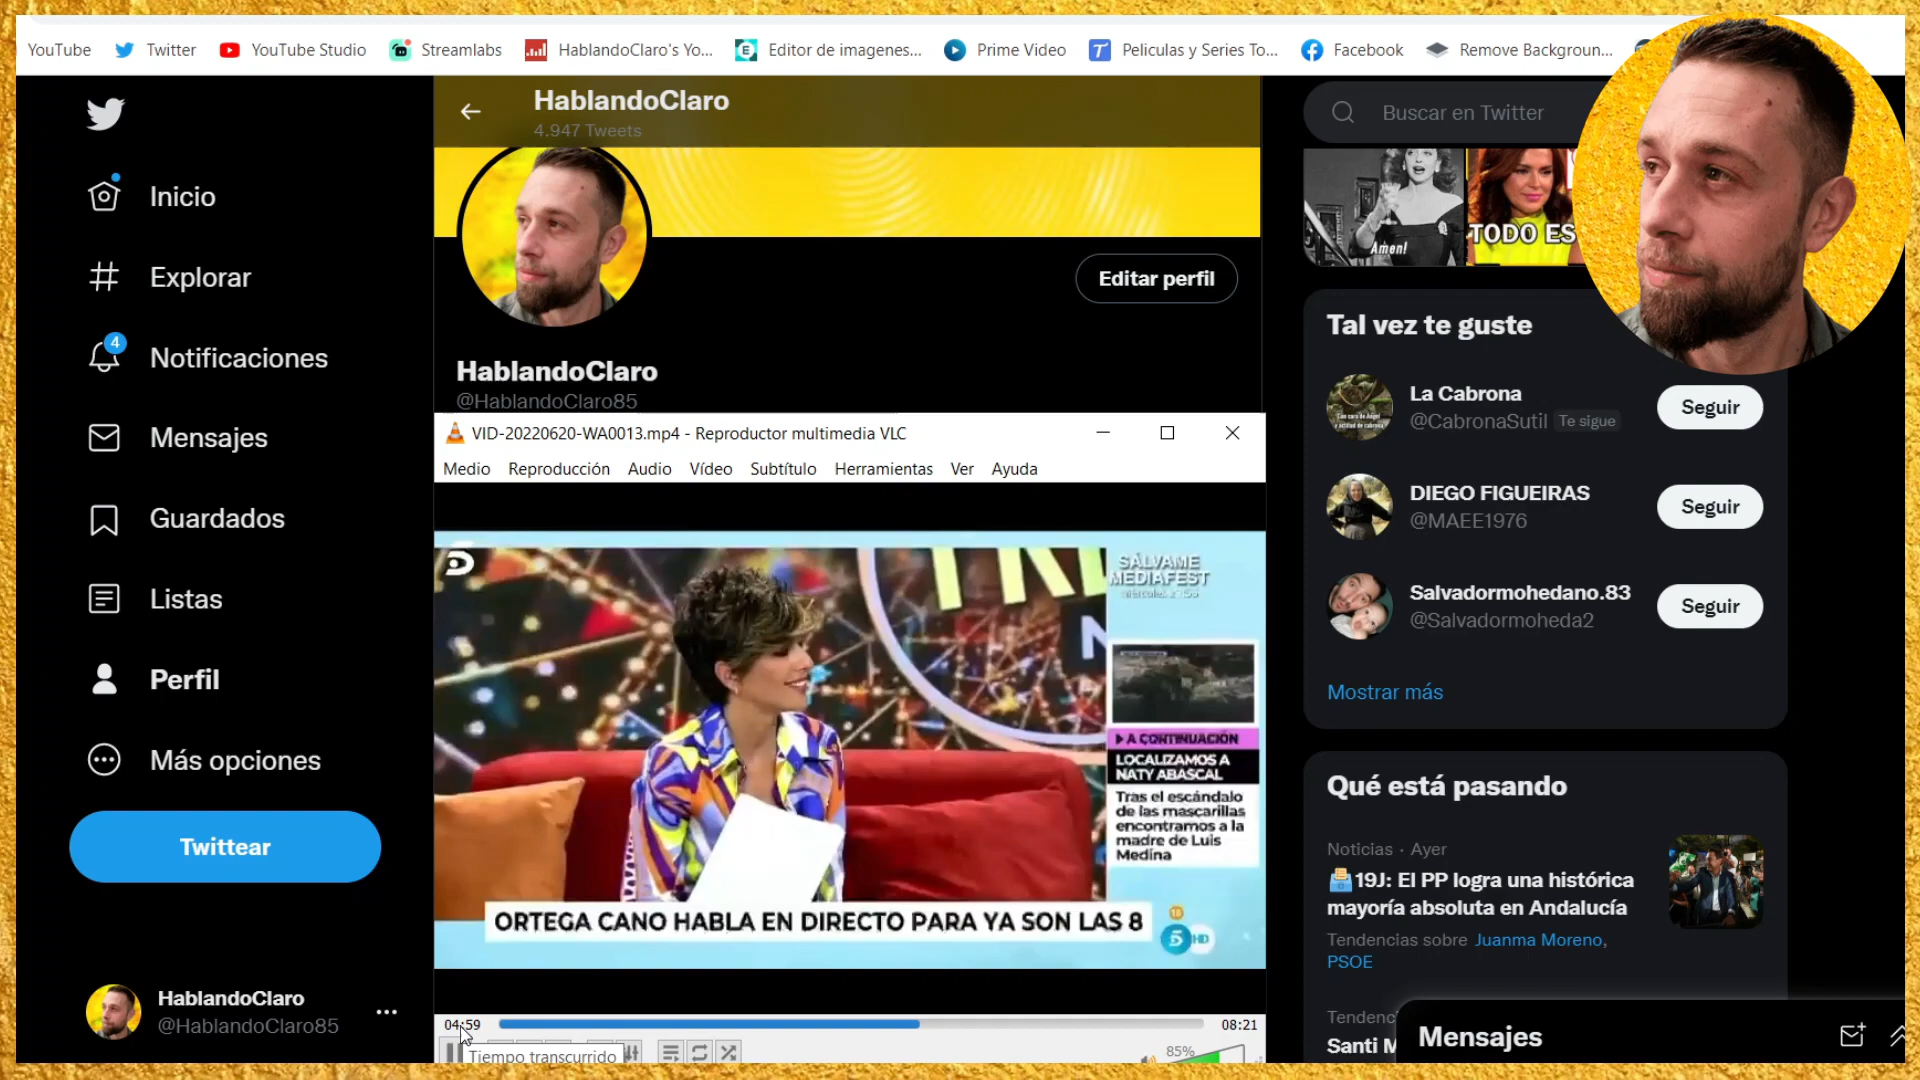 YouTube
Twitter
YouTube Studio
Streamlabs
HablandoClaro's Yo...
Editor de imagenes...
Prime Video
Peliculas y Series To...
Facebook
Remove Backgroun...
HablandoClaro
4.947 Tweets
Buscar en Twitter
Inicio
Explorar
4
Notificaciones
Mensajes
Guardados
Listas
Perfil
Más opciones
Twittear
HablandoClaro
@HablandoClaro85
Editar perfil
HablandoClaro
@HablandoClaro85
VID-20220620-WA0013.mp4 - Reproductor multimedia VLC
Medio Reproducción Audio Vídeo Subtítulo Herramientas Ver Ayuda
SÁLVAME
MEDIAFEST
A CONTINUACIÓN
LOCALIZAMOS A
NATY ABASCAL
Tras el escándalo
de las mascarillas
encontramos a la
madre de Luis
Medina
ORTEGA CANO HABLA EN DIRECTO PARA YA SON LAS 8
5 HD
04:59
08:21
Tiempo transcurrido
85%
Amen!
TODO ES
Tal vez te guste
La Cabrona
@CabronaSutil Te sigue
Seguir
DIEGO FIGUEIRAS
@MAEE1976
Seguir
Salvadormohedano.83
@Salvadormoheda2
Seguir
Mostrar más
Qué está pasando
Noticias · Ayer
19J: El PP logra una histórica
mayoría absoluta en Andalucía
Tendencias sobre Juanma Moreno,
PSOE
Tendenc
Santi M
Mensajes